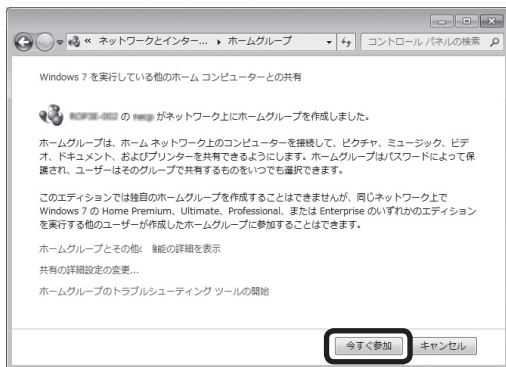 « ネットワークとインター... ▸ ホームグループ
コントロール パネルの検索
Windows 7 を実行している他のホーム コンピューターとの共有
の がネットワーク上にホームグループを作成しました。
ホームグループは、ホーム ネットワーク上のコンピューターを接続して、ピクチャ、ミュージック、ビデ
オ、ドキュメント、およびプリンターを共有できるようにします。ホームグループはパスワードによって保
護され、ユーザーはそのグループで共有するものをいつでも選択できます。
このエディションでは独自のホームグループを作成することはできませんが、同じネットワーク上で
Windows 7 の Home Premium、Ultimate、Professional、または Enterprise のいずれかのエディション
を実行する他のユーザーが作成したホームグループに参加することはできます。
ホームグループとその他 能の詳細を表示
共有の詳細設定の変更...
ホームグループのトラブルシューティング ツールの開始
今すぐ参加
キャンセル